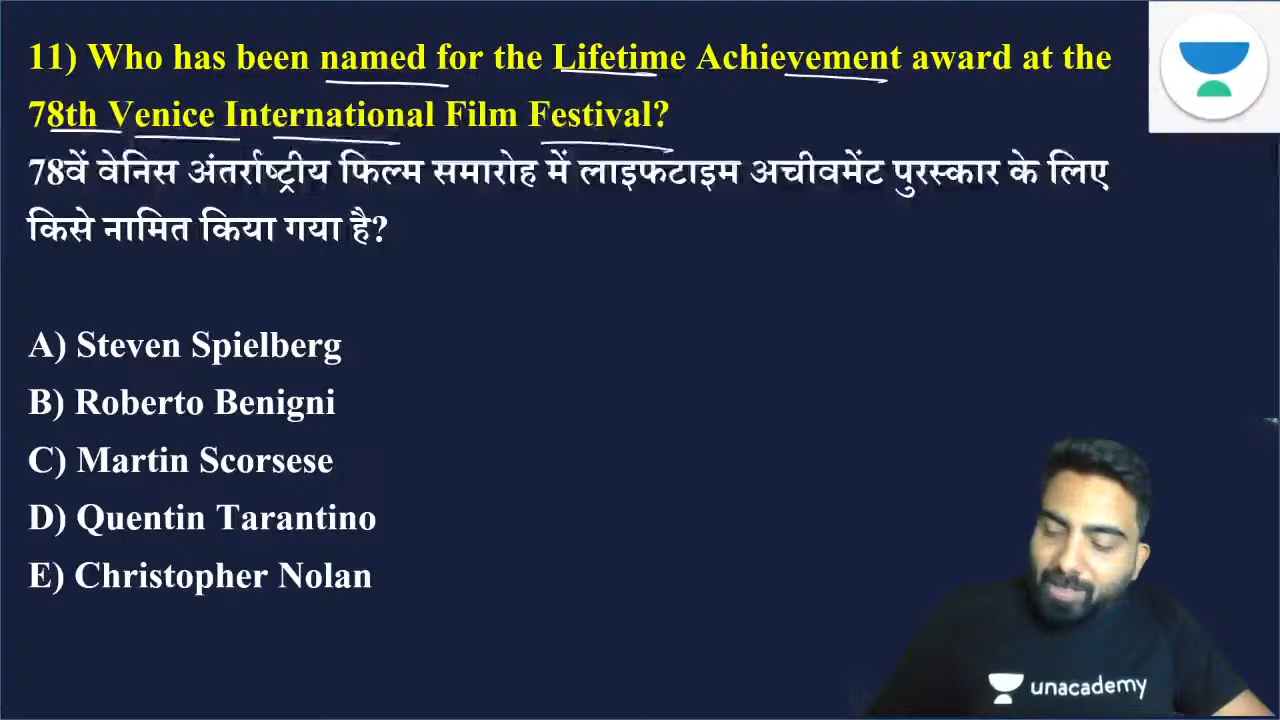 11) Who has been named for the Lifetime Achievement award at the
78th Venice International Film Festival?
78वें वेनिस अंतर्राष्ट्रीय फिल्म समारोह में लाइफटाइम अचीवमेंट पुरस्कार के लिए
किसे नामित किया गया है?
A) Steven Spielberg
B) Roberto Benigni
C) Martin Scorsese
D) Quentin Tarantino
E) Christopher Nolan
unacademy